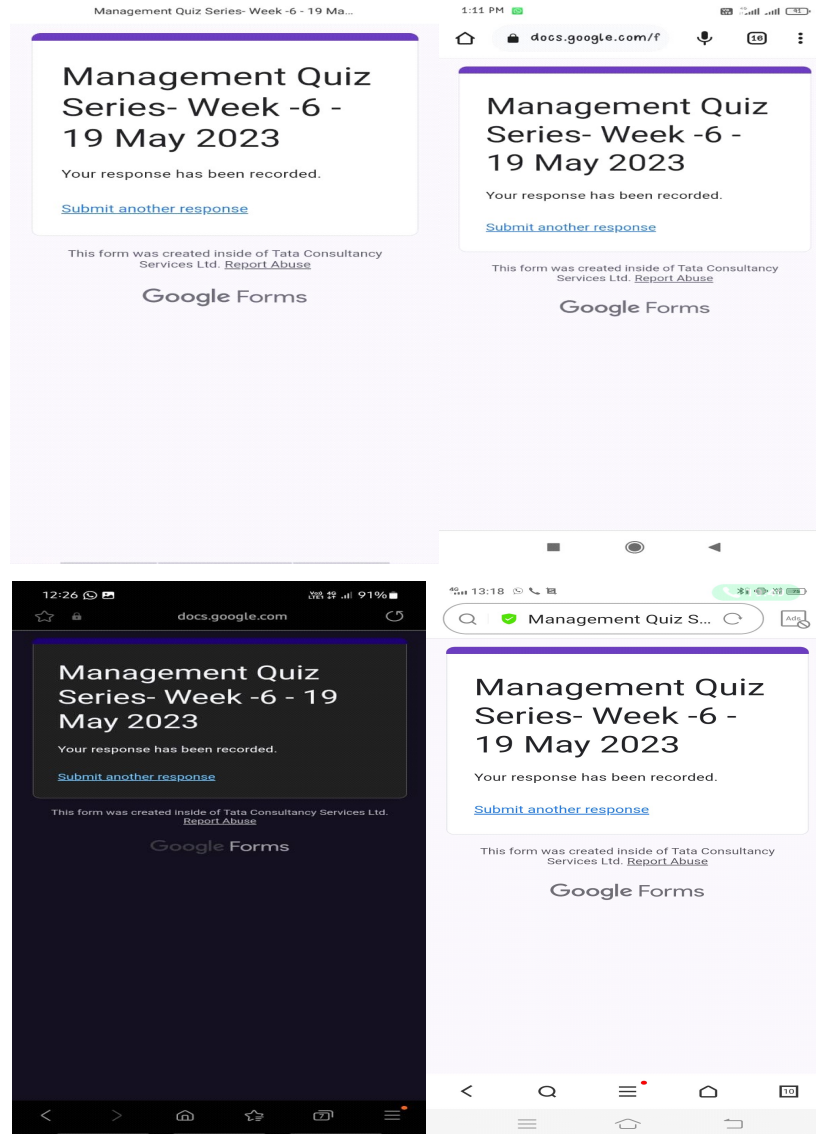 Management Quiz Series- Week -6 - 19 Ma...
Management Quiz
Series- Week -6 -
19 May 2023
Your response has been recorded.
Submit another response
This form was created inside of Tata Consultancy
Services Ltd. Report Abuse
Google Forms
1:11 PM
41
docs.google.com/f
16
Management Quiz
Series- Week -6 -
19 May 2023
Your response has been recorded.
Submit another response
This form was created inside of Tata Consultancy
Services Ltd. Report Abuse
Google Forms
12:26
91%
docs.google.com
Management Quiz
Series- Week -6 - 19
May 2023
Your response has been recorded.
Submit another response
This form was created inside of Tata Consultancy Services Ltd.
Report Abuse
Google Forms
7
4G 13:18
Management Quiz S...
Ads
Management Quiz
Series- Week -6 -
19 May 2023
Your response has been recorded.
Submit another response
This form was created inside of Tata Consultancy
Services Ltd. Report Abuse
Google Forms
10